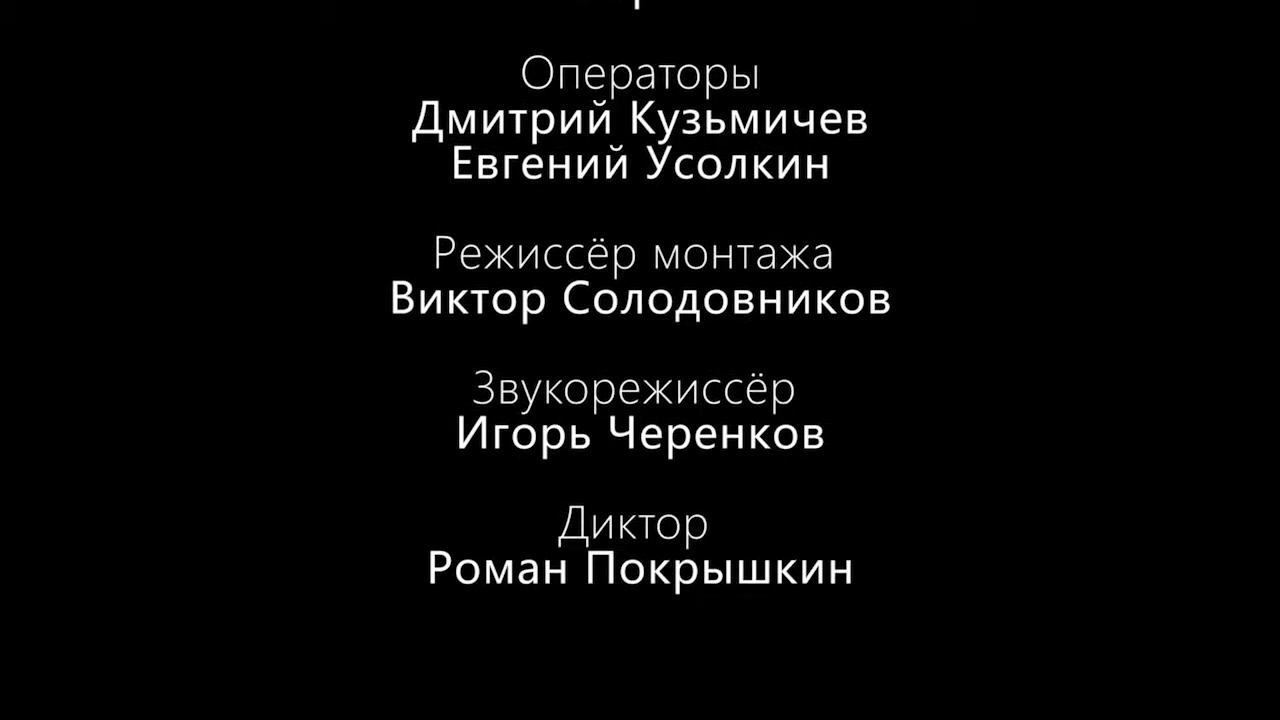 Операторы
Дмитрий Кузьмичев
Евгений Усолкин
Режиссёр монтажа
Виктор Солодовников
Звукорежиссёр
Игорь Черенков
Диктор
Роман Покрышкин